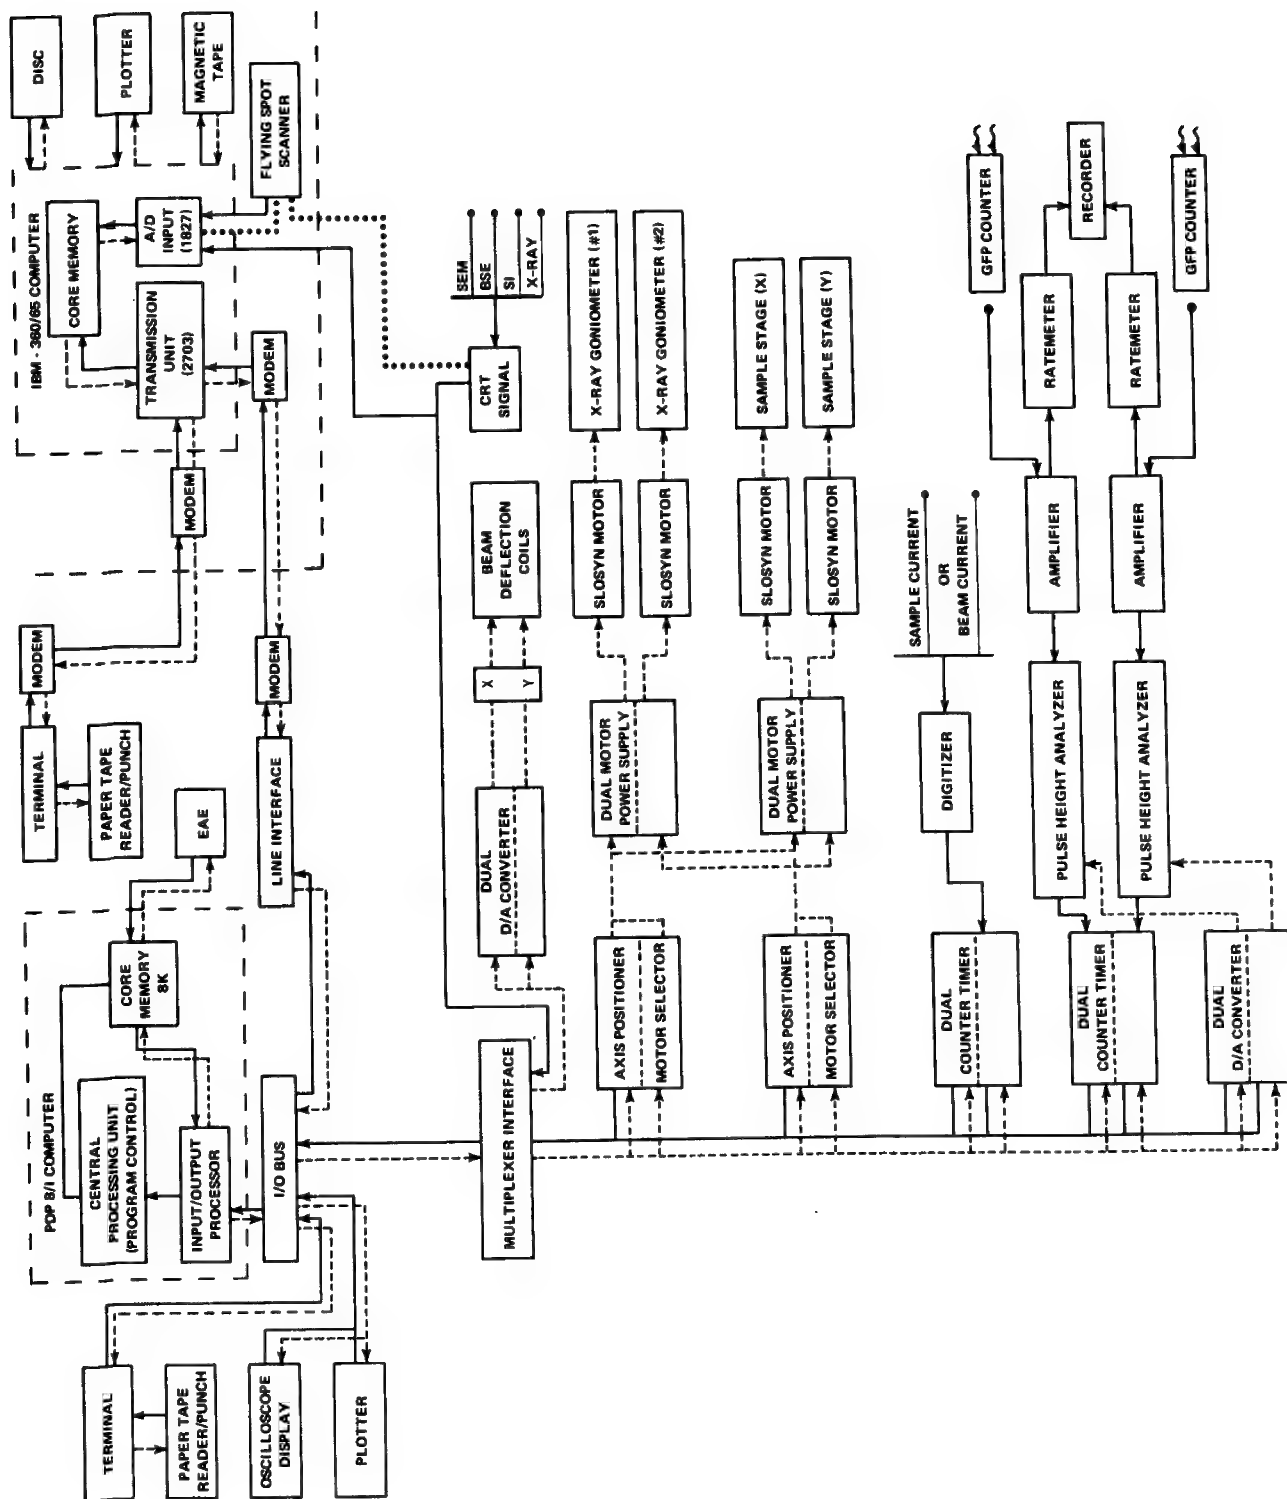 DISC
PLOTTER
MAGNETIC
TAPE
IBM - 360/65 COMPUTER
CORE MEMORY
A/D
INPUT
(1827)
FLYING SPOT
SCANNER
TRANSMISSION
UNIT
(2703)
MODEM
MODEM
MODEM
TERMINAL
PAPER TAPE
READER/PUNCH
MODEM
LINE INTERFACE
EAE
PDP 8/I COMPUTER
CORE
MEMORY
8K
CENTRAL
PROCESSING UNIT
(PROGRAM CONTROL)
INPUT/OUTPUT
PROCESSOR
I/O BUS
TERMINAL
PAPER TAPE
READER/PUNCH
OSCILLOSCOPE
DISPLAY
PLOTTER
MULTIPLEXER INTERFACE
SEM
BSE
SI
X-RAY
CRT
SIGNAL
BEAM
DEFLECTION
COILS
X
Y
DUAL
D/A CONVERTER
X-RAY GONIOMETER (#1)
X-RAY GONIOMETER (#2)
SLOSYN MOTOR
SLOSYN MOTOR
DUAL MOTOR
POWER SUPPLY
AXIS POSITIONER
MOTOR SELECTOR
SAMPLE STAGE (X)
SAMPLE STAGE (Y)
SLOSYN MOTOR
SLOSYN MOTOR
DUAL MOTOR
POWER SUPPLY
AXIS POSITIONER
MOTOR SELECTOR
SAMPLE CURRENT
OR
BEAM CURRENT
DIGITIZER
DUAL
COUNTER TIMER
GFP COUNTER
RECORDER
GFP COUNTER
RATEMETER
RATEMETER
AMPLIFIER
AMPLIFIER
PULSE HEIGHT ANALYZER
PULSE HEIGHT ANALYZER
DUAL
COUNTER TIMER
DUAL
D/A CONVERTER